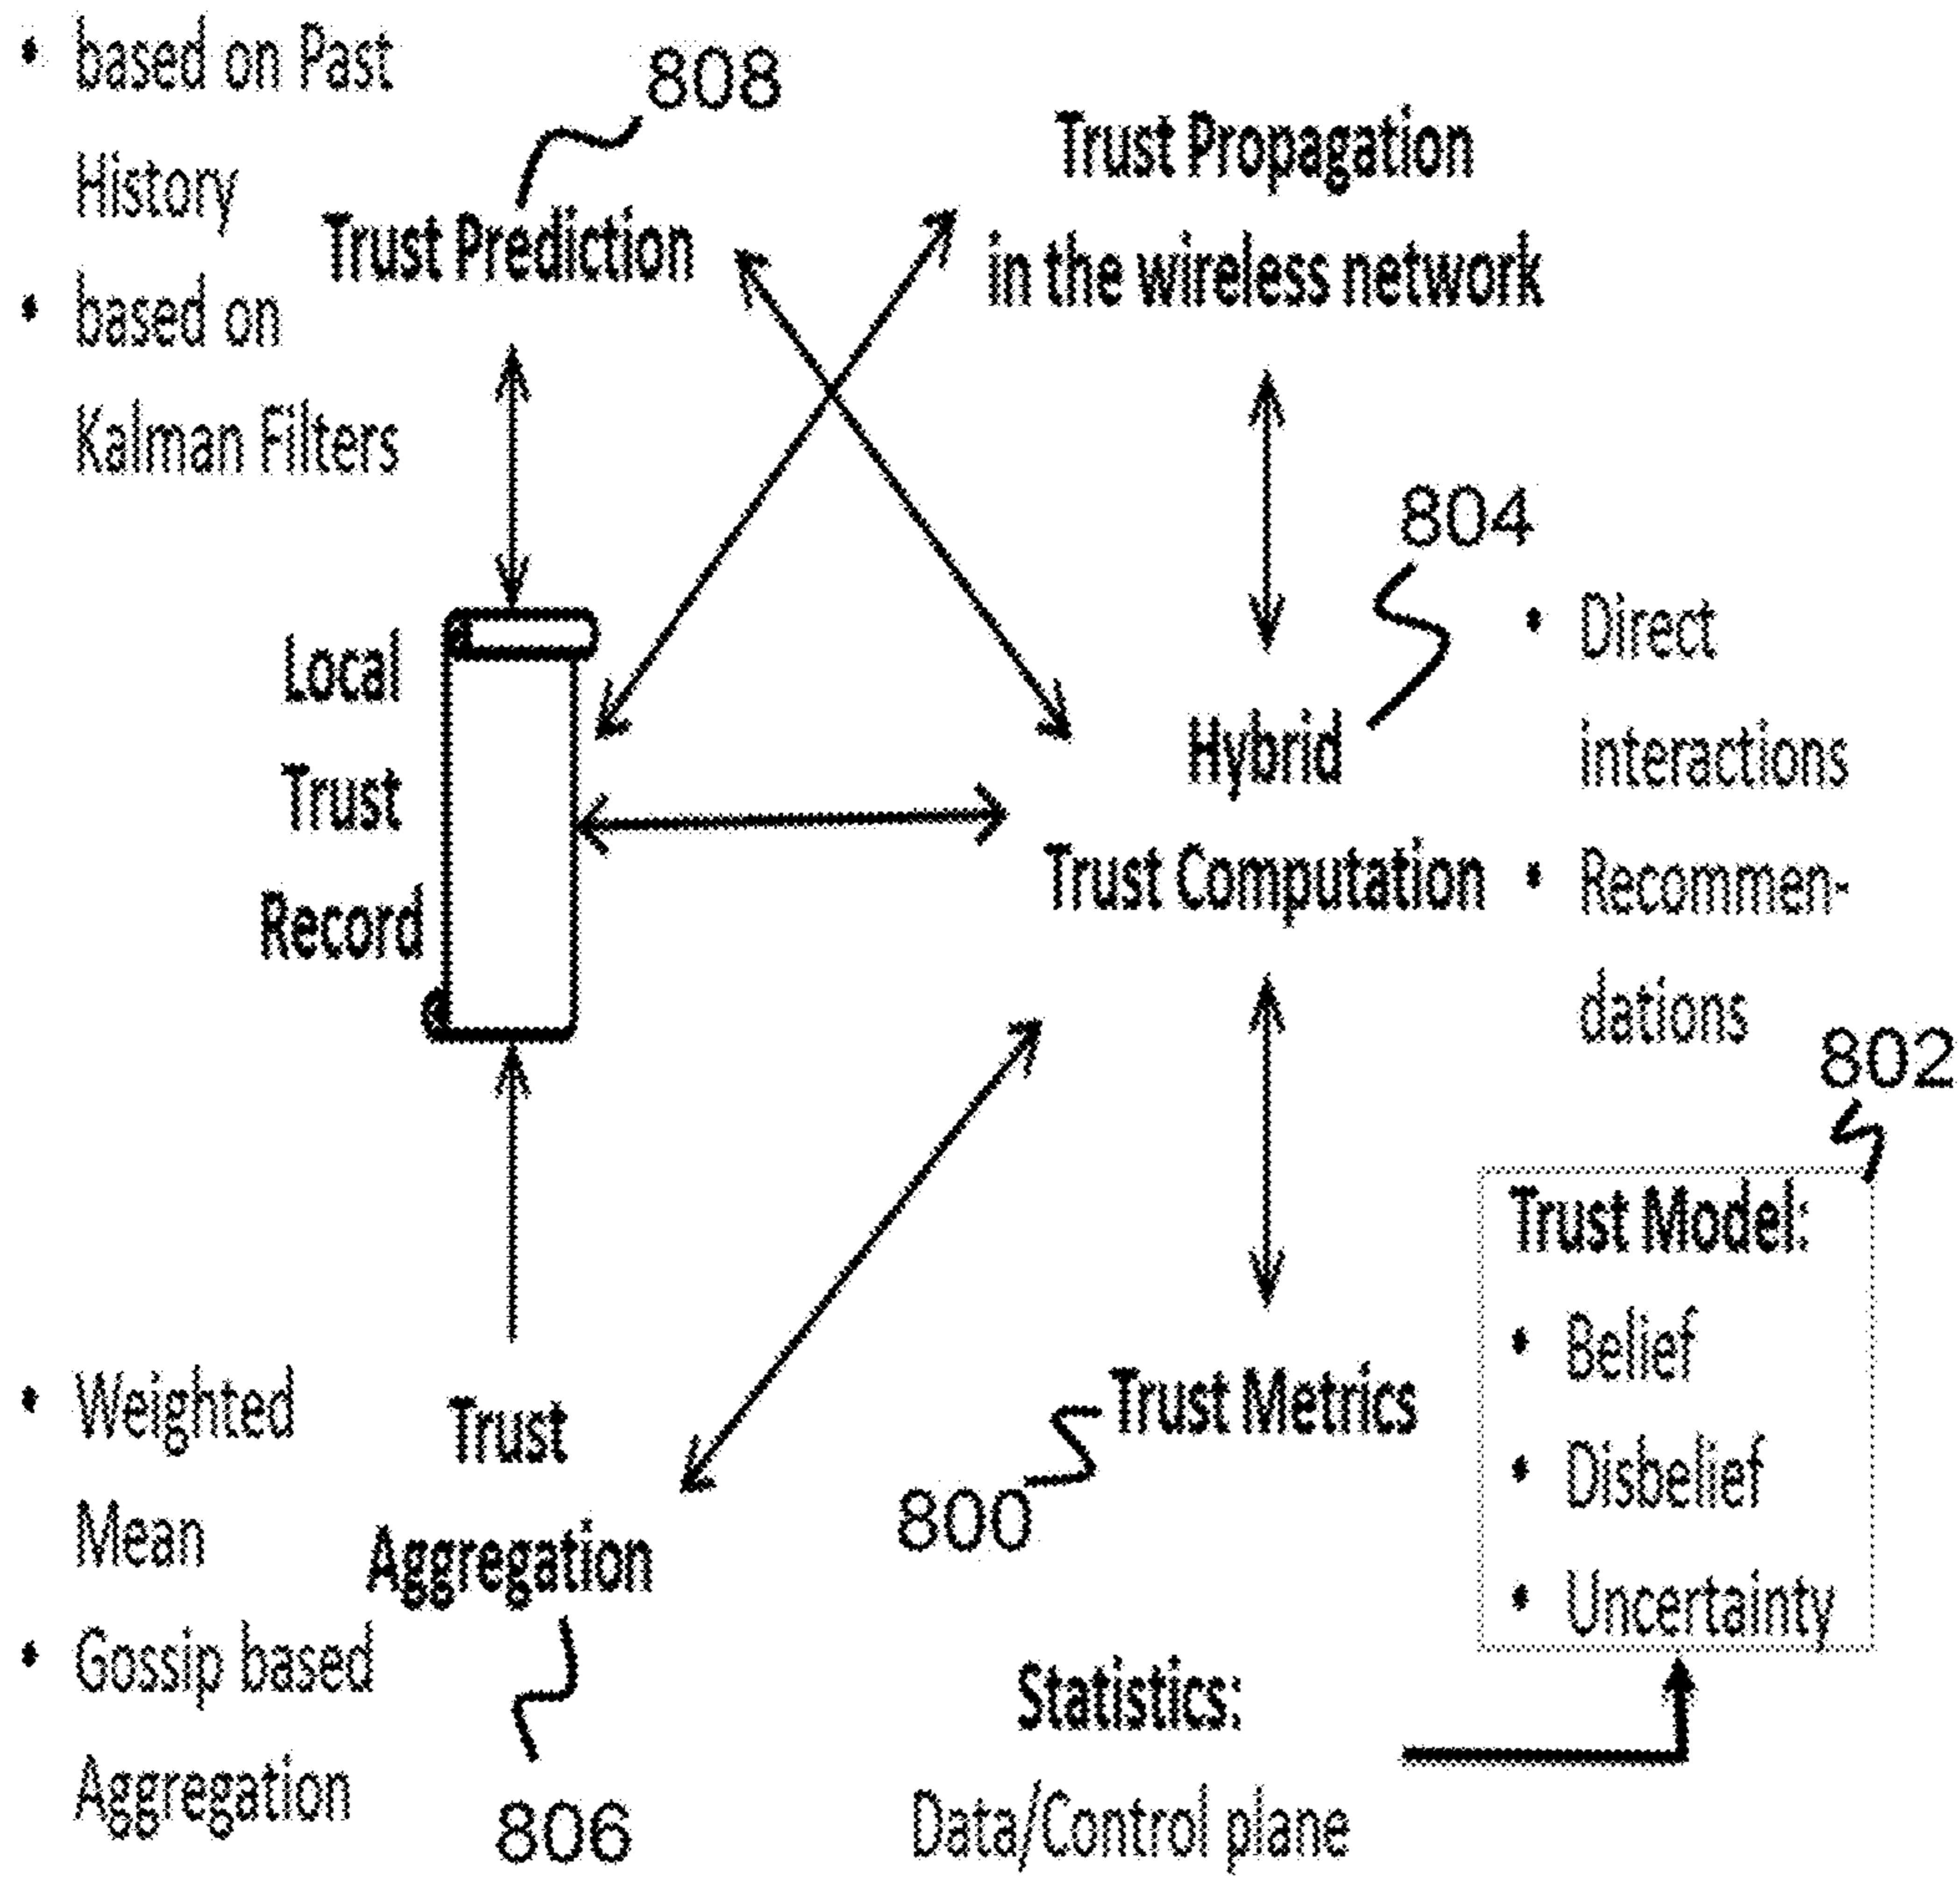 • based on Past
History
• based on
Kalman Filters
808
Trust Prediction
Trust Propagation
in the wireless network
Local
Trust
Record
804
Hybrid
Trust Computation
• Direct
interactions
• Recommen-
dations
802
Trust Model:
• Belief
• Disbelief
• Uncertainty
• Weighted
Mean
• Gossip based
Aggregation
Trust
Aggregation
806
Trust Metrics
800
Statistics:
Data/Control plane